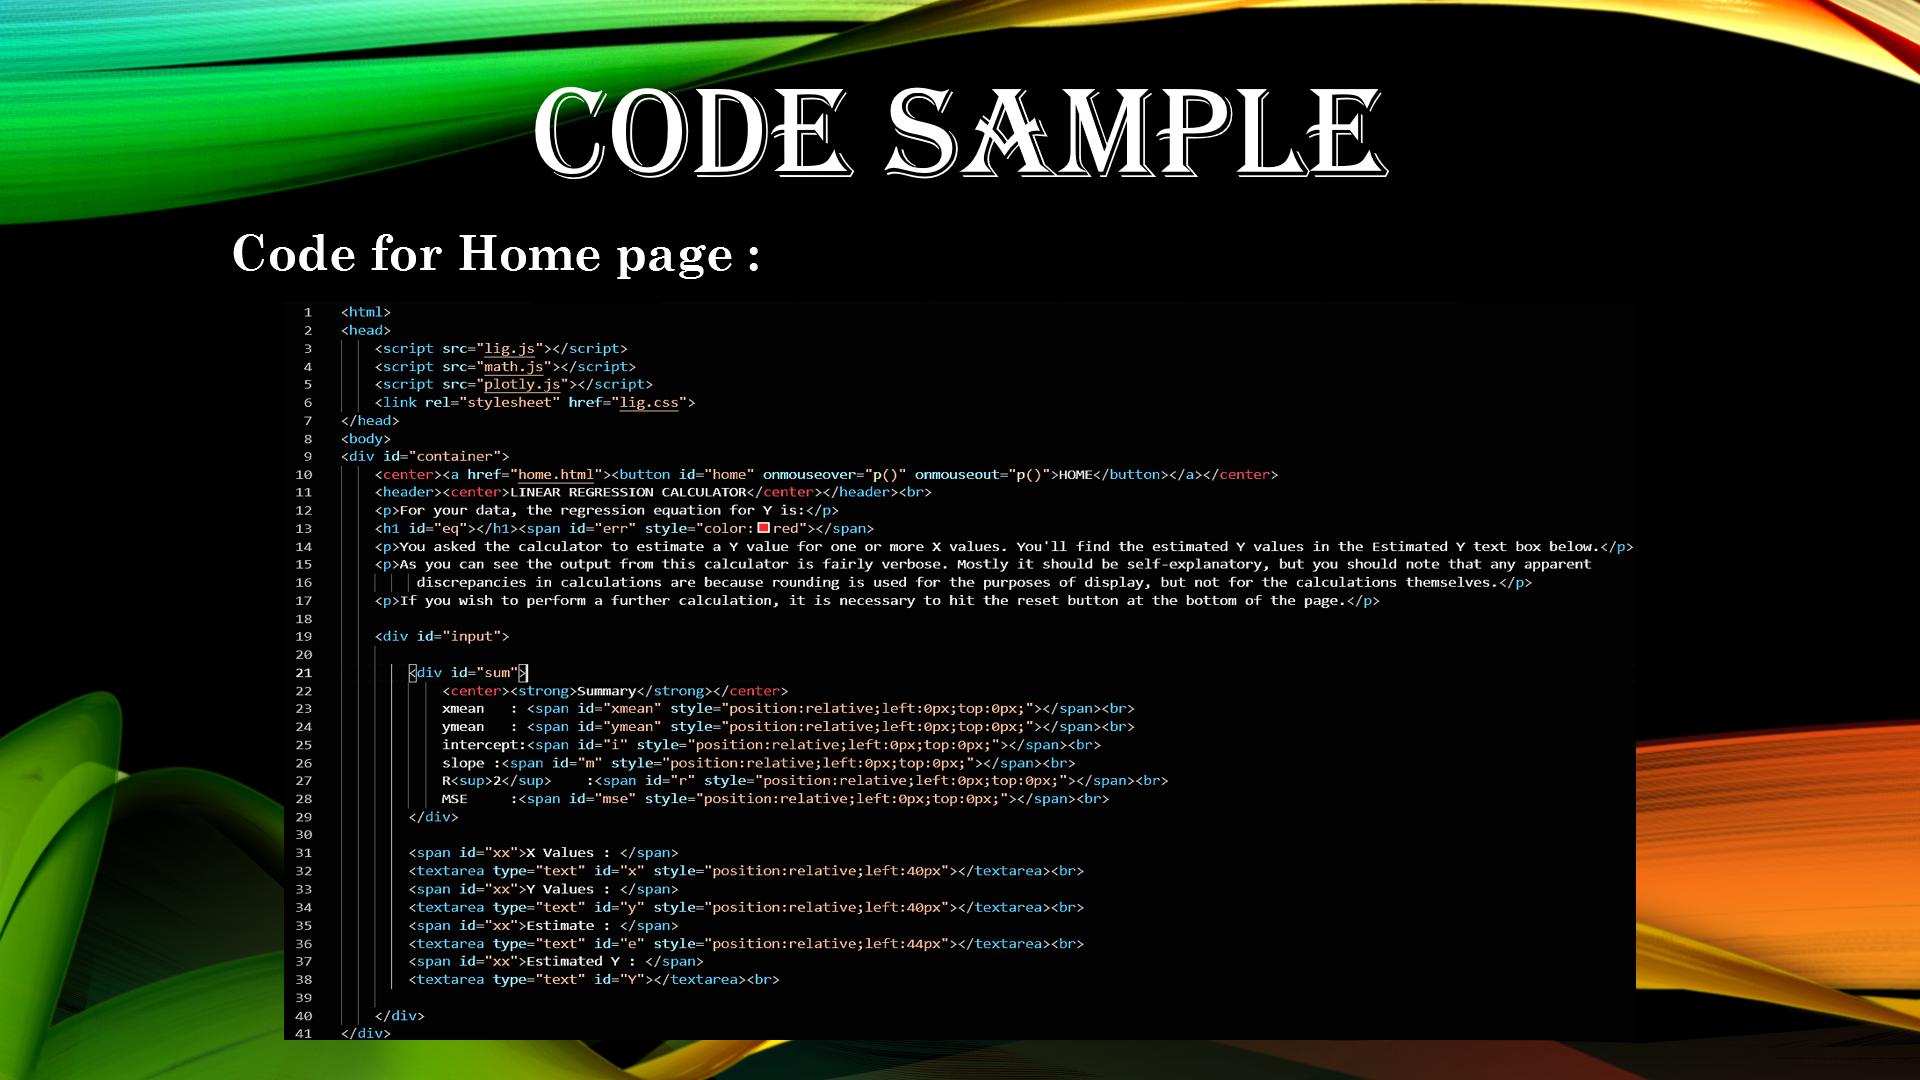 CODE SAMPLE
Code for Home page :
1 <html>
2 <head>
3 <script src="lig.js"></script>
4 <script src="math.js"></script>
5 <script src="plotly.js"></script>
6 <link rel="stylesheet" href="lig.css">
7 </head>
8 <body>
9 <div id="container">
10 <center><a href="home.html"><button id="home" onmouseover="p()" onmouseout="p()">HOME</button></a></center>
11 <header><center>LINEAR REGRESSION CALCULATOR</center></header><br>
12 <p>For your data, the regression equation for Y is:</p>
13 <h1 id="eq"></h1><span id="err" style="color:red"></span>
14 <p>You asked the calculator to estimate a Y value for one or more X values. You'll find the estimated Y values in the Estimated Y text box below.</p>
15 <p>As you can see the output from this calculator is fairly verbose. Mostly it should be self-explanatory, but you should note that any apparent
16 discrepancies in calculations are because rounding is used for the purposes of display, but not for the calculations themselves.</p>
17 <p>If you wish to perform a further calculation, it is necessary to hit the reset button at the bottom of the page.</p>
18
19 <div id="input">
20
21 <div id="sum">
22 <center><strong>Summary</strong></center>
23 xmean : <span id="xmean" style="position:relative;left:0px;top:0px;"></span><br>
24 ymean : <span id="ymean" style="position:relative;left:0px;top:0px;"></span><br>
25 intercept:<span id="i" style="position:relative;left:0px;top:0px;"></span><br>
26 slope :<span id="m" style="position:relative;left:0px;top:0px;"></span><br>
27 R<sup>2</sup> :<span id="r" style="position:relative;left:0px;top:0px;"></span><br>
28 MSE :<span id="mse" style="position:relative;left:0px;top:0px;"></span><br>
29 </div>
30
31 <span id="xx">X Values : </span>
32 <textarea type="text" id="x" style="position:relative;left:40px"></textarea><br>
33 <span id="xx">Y Values : </span>
34 <textarea type="text" id="y" style="position:relative;left:40px"></textarea><br>
35 <span id="xx">Estimate : </span>
36 <textarea type="text" id="e" style="position:relative;left:44px"></textarea><br>
37 <span id="xx">Estimated Y : </span>
38 <textarea type="text" id="Y"></textarea><br>
39
40 </div>
41 </div>